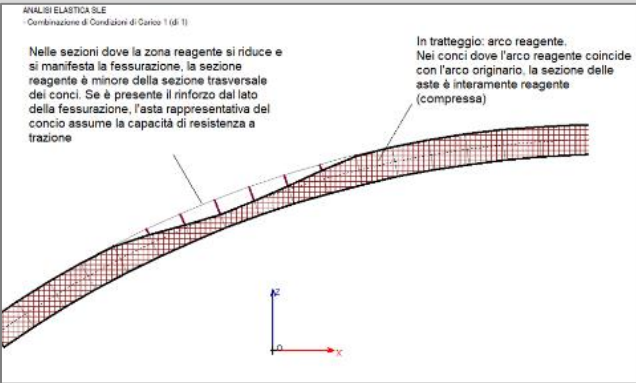 ANALISI ELASTICA SLE
- Combinazione di Condizioni di Carico 1 (di 1)
Nelle sezioni dove la zona reagente si riduce e
si manifesta la fessurazione, la sezione
reagente è minore della sezione trasversale
dei conci. Se è presente il rinforzo dal lato
della fessurazione, l'asta rappresentativa del
concio assume la capacità di resistenza a
trazione
In tratteggio: arco reagente.
Nei conci dove l'arco reagente coincide
con l'arco originario, la sezione delle
aste è interamente reagente
(compressa)
Z
O
X